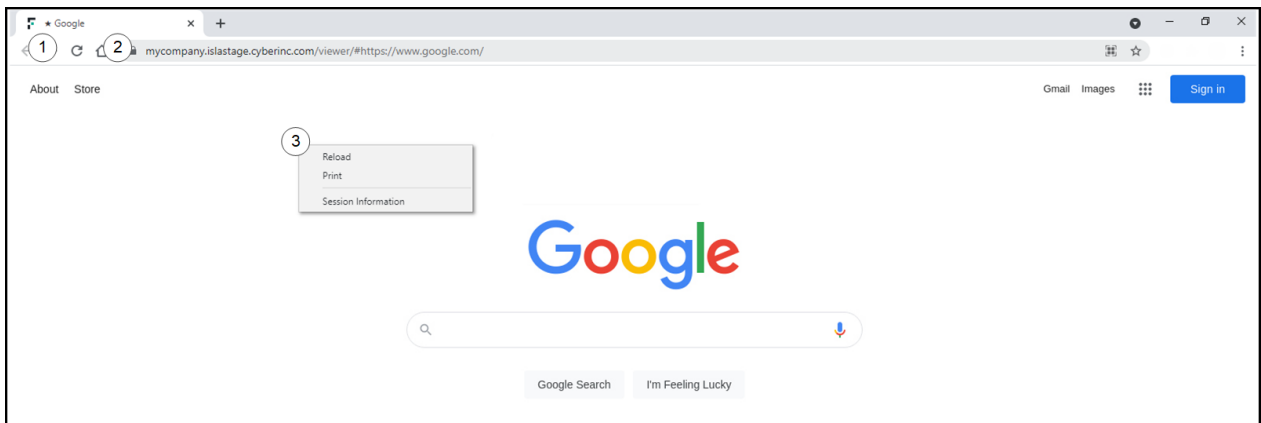 ★ Google
1
2
mycompany.islastage.cyberinc.com/viewer/#https://www.google.com/
About Store
Gmail Images
Sign in
3
Reload
Print
Session Information
Google
Google Search
I'm Feeling Lucky